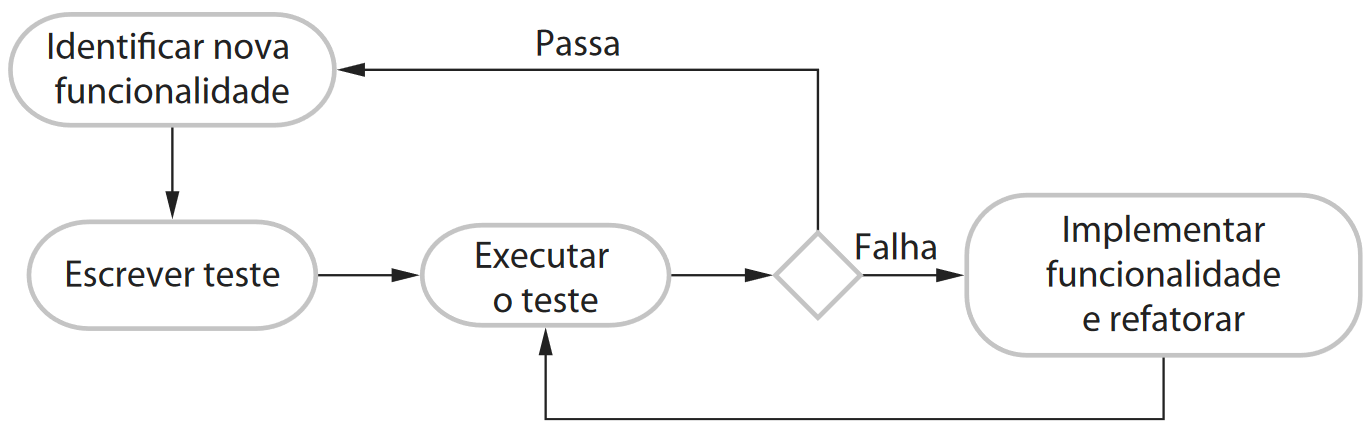 Identificar nova
funcionalidade
Passa
Escrever teste
Executar
o teste
Falha
Implementar
funcionalidade
e refatorar